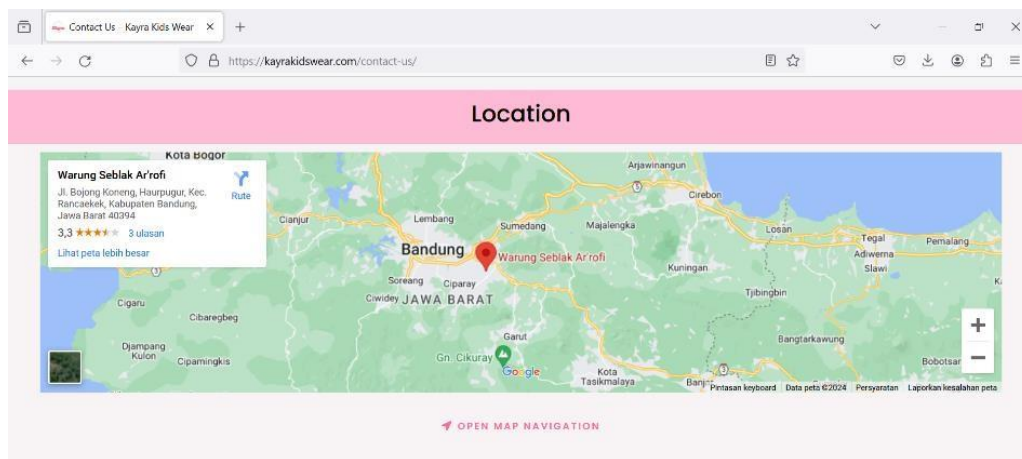 Contact Us - Kayra Kids Wear
https://kayrakidswear.com/contact-us/
Location
Kota Bogor
Warung Seblak Ar'rofi
Rute
Jl. Bojong Koneng, Haurpugur, Kec.
Rancaekek, Kabupaten Bandung,
Jawa Barat 40394
3,3 3 ulasan
Lihat peta lebih besar
Arjawinangun
Cirebon
Cianjur
Lembang
Sumedang
Majalengka
Losari
Tegal
Pemalang
Bandung
Warung Seblak Ar'rofi
Adiwerna
Slawi
Kuningan
Soreang
Ciparay
Ciwidey
JAWA BARAT
Tjibingbin
Cigaru
Cibaregbeg
Garut
Bangtarkawung
Djampang
Kulon
Cipamingkis
Gn. Cikuray
Google
Kota
Tasikmalaya
Bobotsar
Banjar
Pintasan keyboard
Data peta ©2024
Persyaratan
Laporkan kesalahan peta
OPEN MAP NAVIGATION